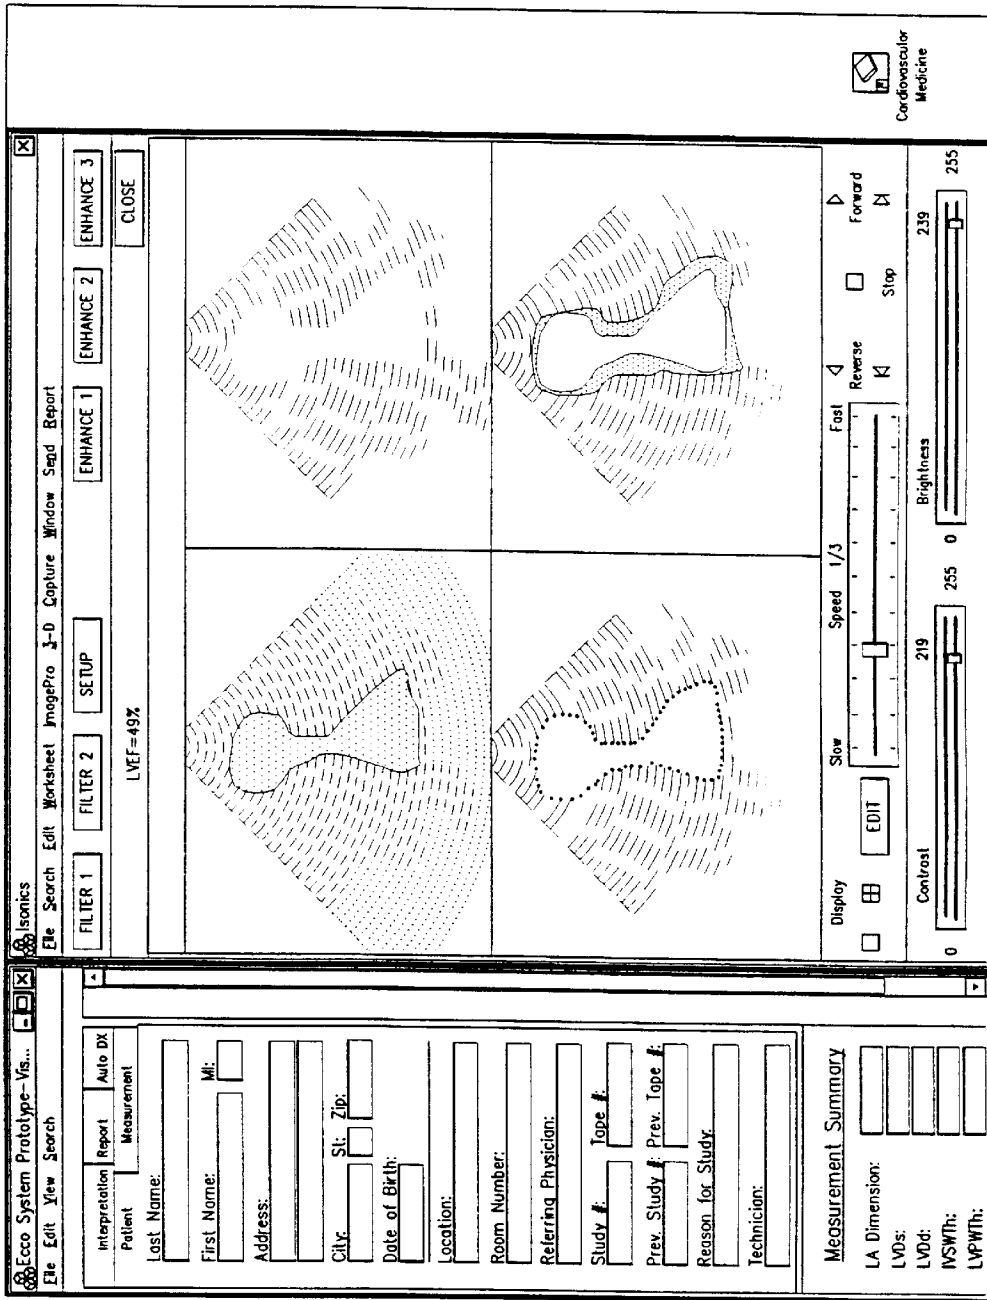 Ecco System Prototype-Vis...
File Edit View Search
Interpretation Report Auto DX
Patient Measurement
Last Name:
First Name: MI:
Address:
City: St: Zip:
Date of Birth:
Location:
Room Number:
Referring Physician:
Study #: Tape #:
Prev. Study #: Prev. Tape #:
Reason for Study:
Technician:
Measurement Summary
LA Dimension:
LVDs:
LVDd:
IVSWTh:
LVPWTh:
Isonics
File Search Edit Worksheet ImagePro 3-D Capture Window Send Report
FILTER 1 FILTER 2 SETUP ENHANCE 1 ENHANCE 2 ENHANCE 3
LVEF=49% CLOSE
Display EDIT Slow Speed 1/3 Fast Reverse Stop Forward
Contrast 219 Brightness 239
0 255 0 255
Cardiovascular
Medicine